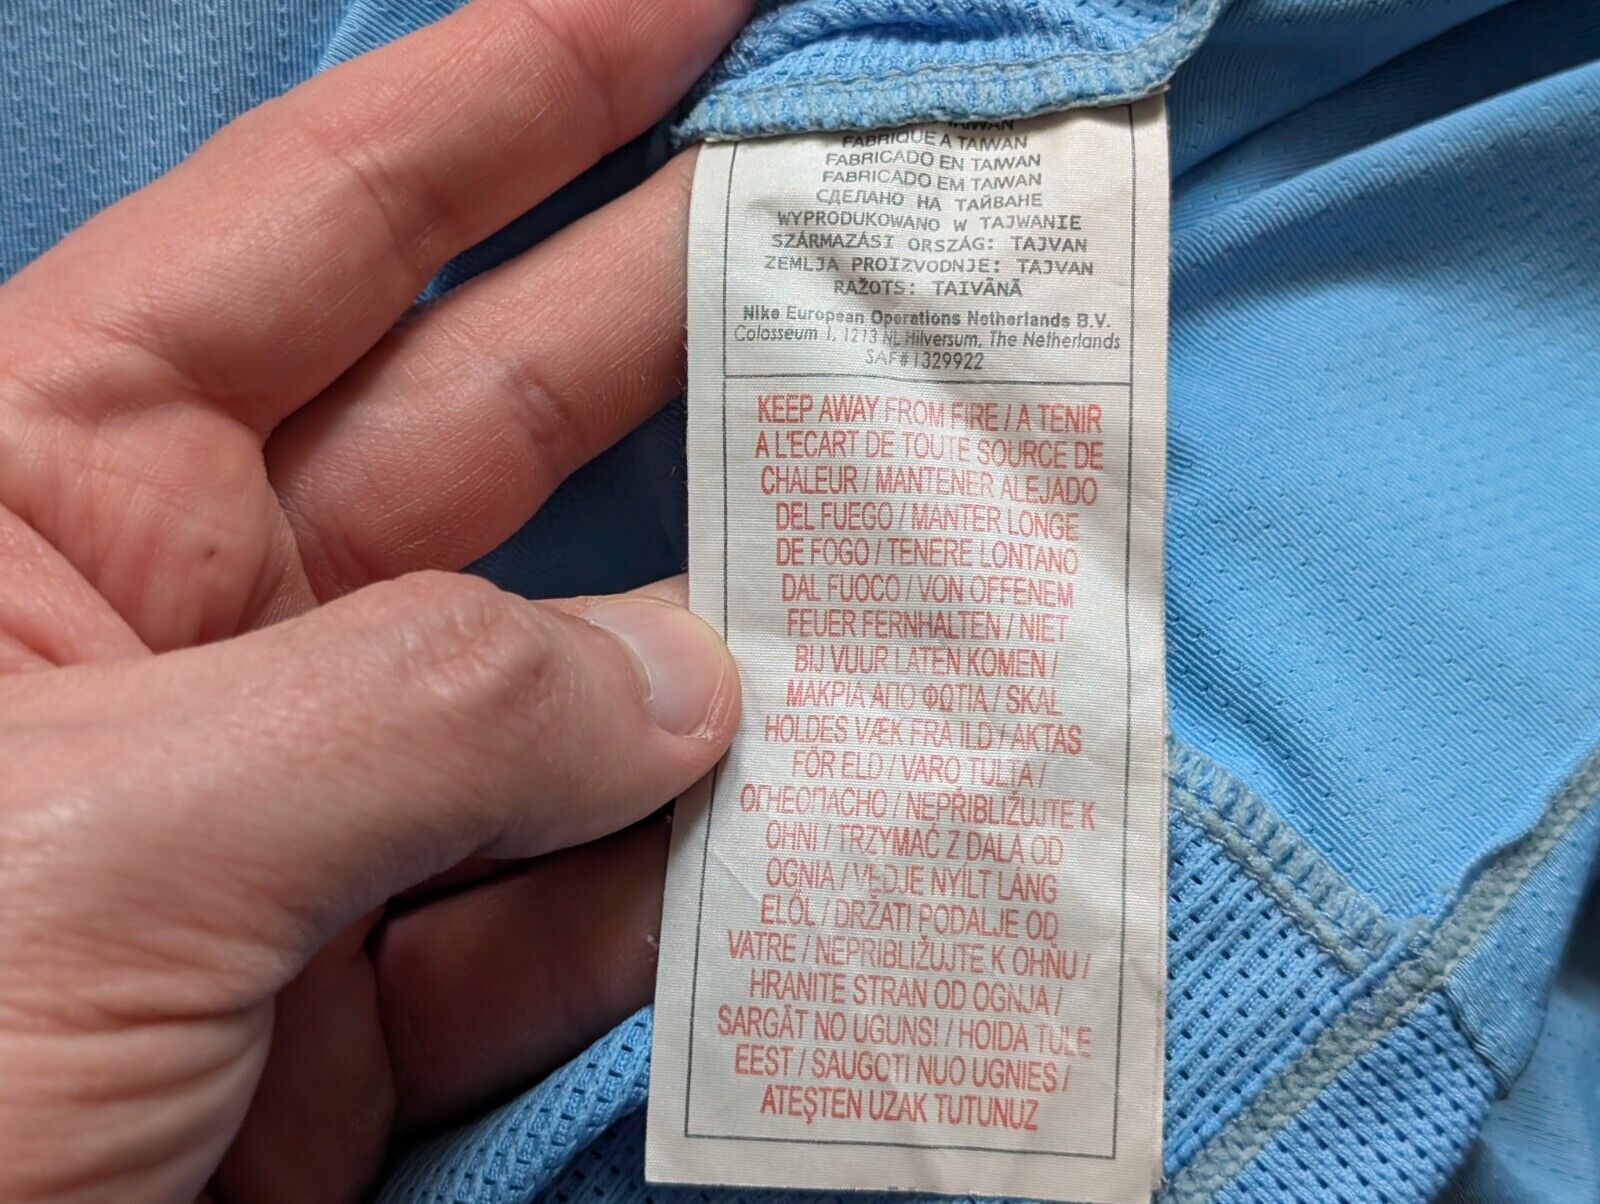 TAIWAN
FABRIQUE A TAIWAN
FABRICADO EN TAIWAN
FABRICADO EM TAIWAN
СДЕЛАНО НА ТАЙВАНЕ
WYPRODUKOWANO W TAJWANIE
SZÁRMAZÁSI ORSZÁG: TAJVAN
ZEMLJA PROIZVODNJE: TAJVAN
RAŽOTS: TAIVĀNĀ
Nike European Operations Netherlands B.V.
Colosseum 1, 1213 NL Hilversum, The Netherlands
SAF#1329922
KEEP AWAY FROM FIRE / A TENIR
A L'ECART DE TOUTE SOURCE DE
CHALEUR / MANTENER ALEJADO
DEL FUEGO / MANTER LONGE
DE FOGO / TENERE LONTANO
DAL FUOCO / VON OFFENEM
FEUER FERNHALTEN / NIET
BIJ VUUR LATEN KOMEN /
ΜΑΚΡΙΑ ΑΠΟ ΦΩΤΙΑ / SKAL
HOLDES VÆK FRA ILD / AKTAS
FÖR ELD / VARO TULTA /
ОГНЕОПАСНО / NEPŘIBLIŽUJTE K
OHNI / TRZYMAĆ Z DALA OD
OGNIA / VÉDJE NYÍLT LÁNG
ELÖL / DRŽATI PODALJE OD
VATRE / NEPRIBLIŽUJTE K OHŇU /
HRANITE STRAN OD OGNJA /
SARGĀT NO UGUNS! / HOIDA TULE
EEST / SAUGOTI NUO UGNIES /
ATEŞTEN UZAK TUTUNUZ